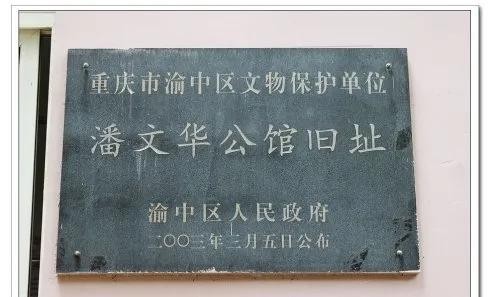 重庆市渝中区文物保护单位
潘文华公馆旧址
渝中区人民政府
二〇〇三年三月五日公布